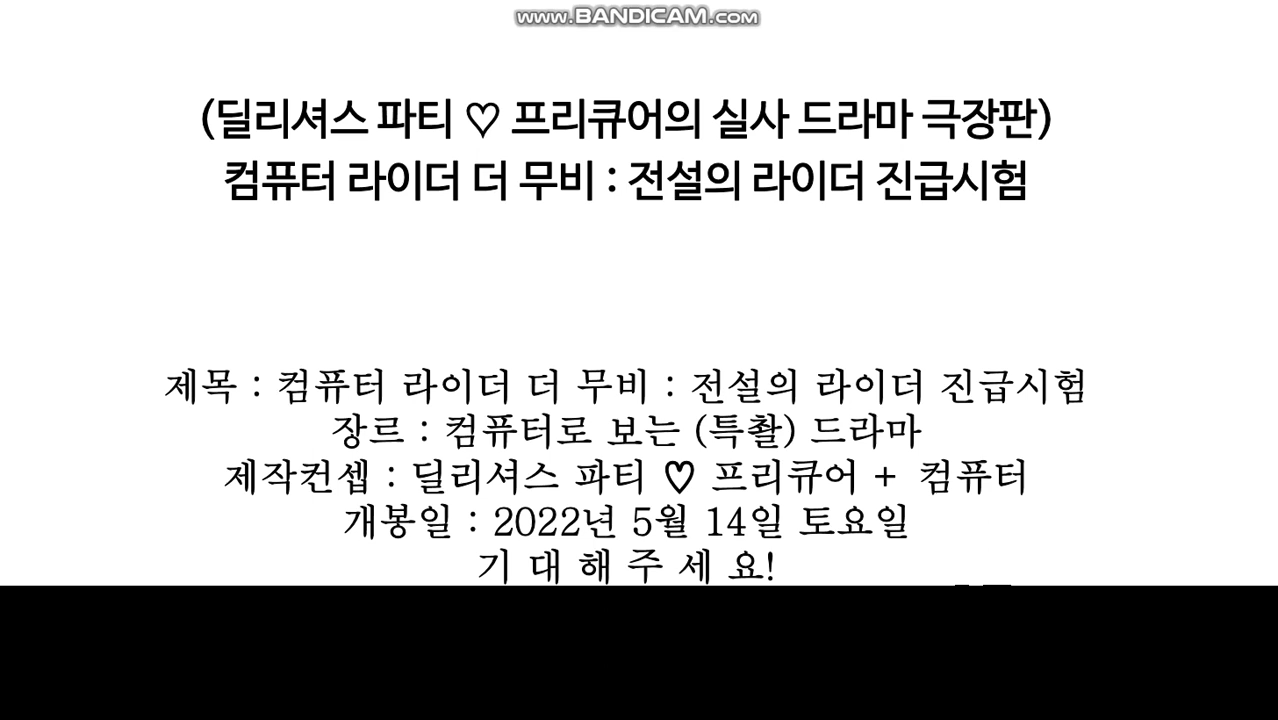 www.BANDICAM.com
(딜리셔스 파티 ♡ 프리큐어의 실사 드라마 극장판)
컴퓨터 라이더 더 무비 : 전설의 라이더 진급시험
제목 : 컴퓨터 라이더 더 무비 : 전설의 라이더 진급시험
장르 : 컴퓨터로 보는 (특촬) 드라마
제작컨셉 : 딜리셔스 파티 ♡ 프리큐어 + 컴퓨터
개봉일 : 2022년 5월 14일 토요일
기 대 해 주 세 요!